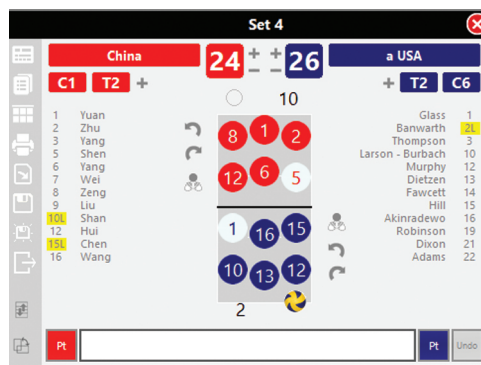 Set 4
China 24 26 a USA
C1 T2 + + T2 C6
10
1 Yuan
2 Zhu
3 Yang
5 Shen
6 Yang
7 Wei
8 Zeng
9 Liu
10L Shan
12 Hui
15L Chen
16 Wang
8 1 2
12 6 5
1 16 15
10 13 12
2
Glass 1
Banwarth 2L
Thompson 3
Larson - Burbach 10
Murphy 12
Dietzen 13
Fawcett 14
Hill 15
Akinradewo 16
Robinson 19
Dixon 21
Adams 22
Pt Pt Undo